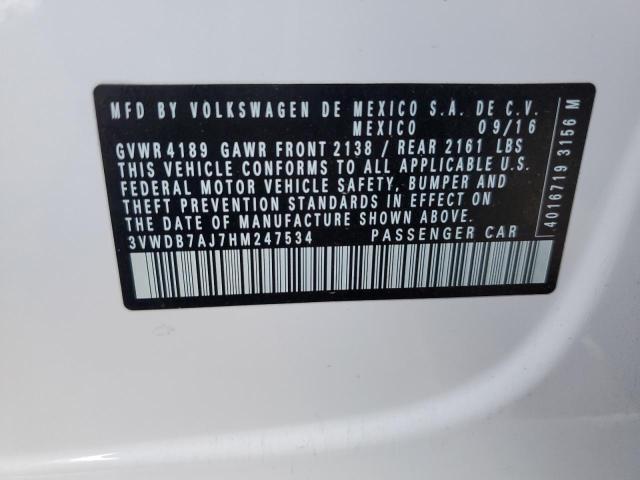 MFD BY VOLKSWAGEN DE MEXICO S.A. DE C.V.
MEXICO 09/16
GVWR 4189 GAWR FRONT 2138 / REAR 2161 LBS
THIS VEHICLE CONFORMS TO ALL APPLICABLE U.S.
FEDERAL MOTOR VEHICLE SAFETY, BUMPER AND
THEFT PREVENTION STANDARDS IN EFFECT ON
THE DATE OF MANUFACTURE SHOWN ABOVE.
3VWDB7AJ7HM247534 PASSENGER CAR
4016719 3156 M